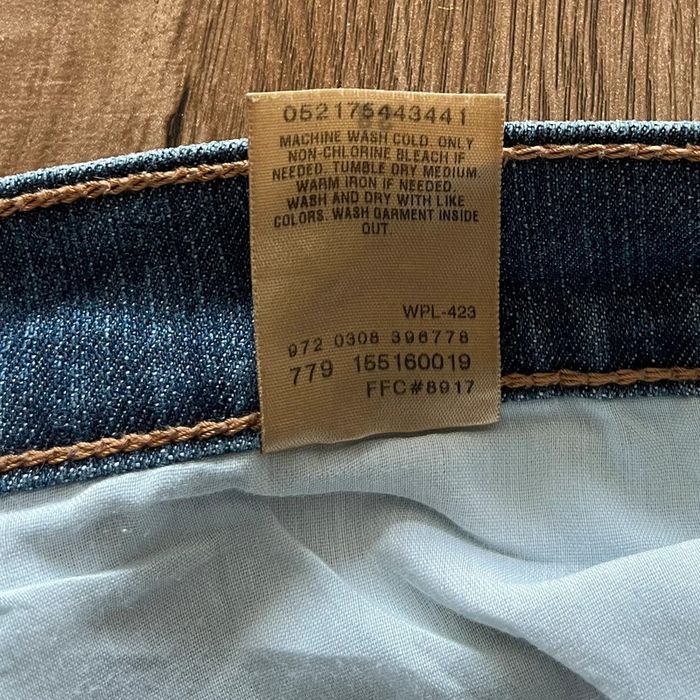 052175443441
MACHINE WASH COLD. ONLY
NON-CHLORINE BLEACH IF
NEEDED. TUMBLE DRY MEDIUM.
WARM IRON IF NEEDED.
WASH AND DRY WITH LIKE
COLORS. WASH GARMENT INSIDE
OUT.
WPL-423
972 0308 396778
779 155160019
FFC#8917